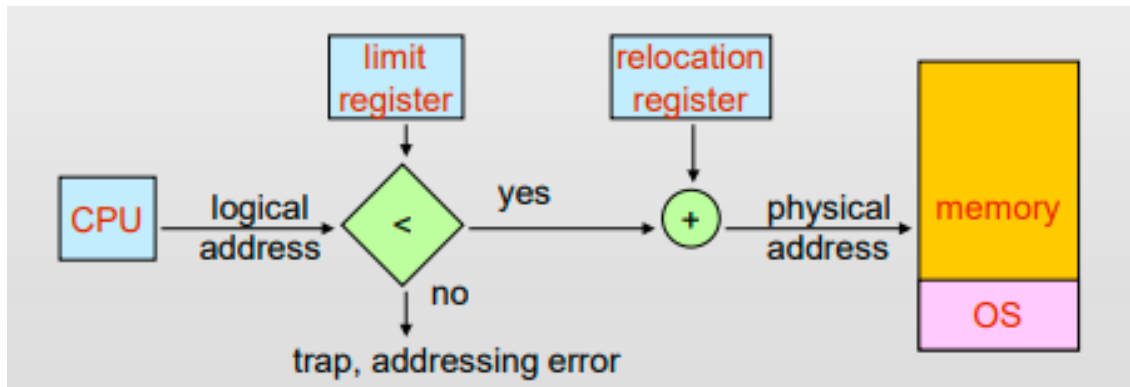 limit
register
relocation
register
CPU
logical
address
<
yes
+
physical
address
memory
no
OS
trap, addressing error